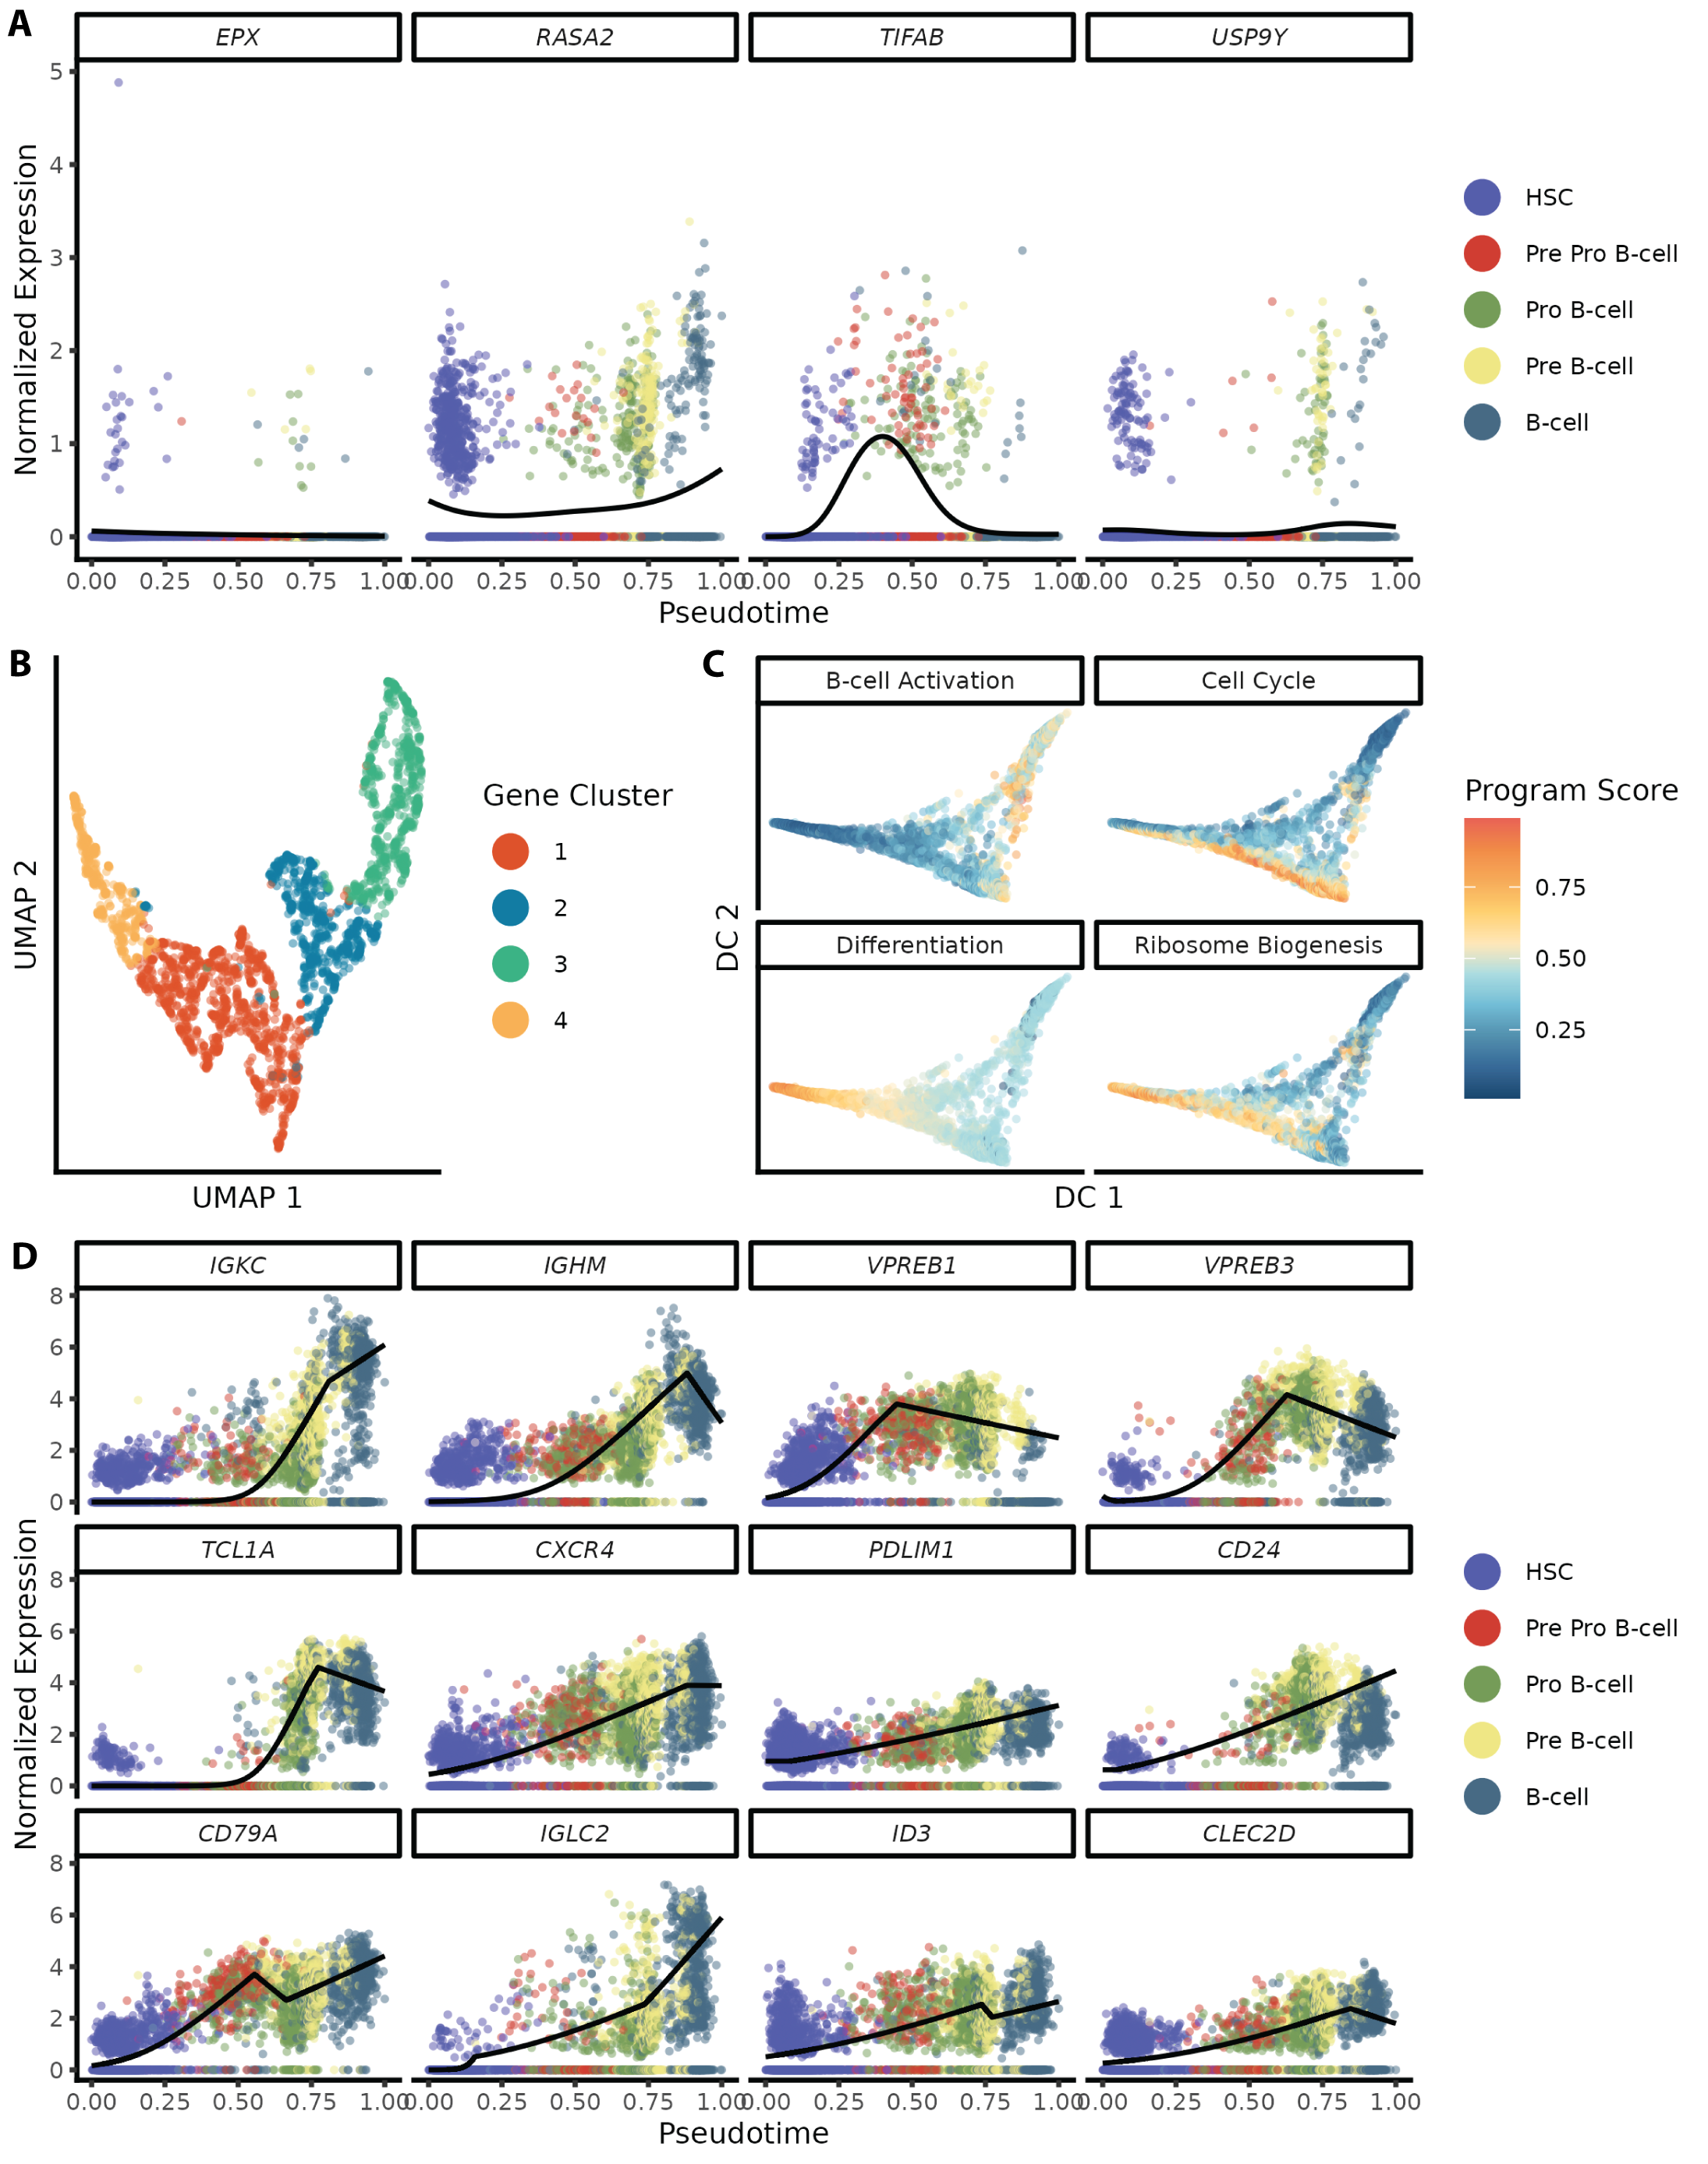 A
EPX RASA2 TIFAB USP9Y
Normalized Expression
5
4
3
2
1
0
0.00 0.25 0.50 0.75 1.00 0.00 0.25 0.50 0.75 1.00 0.00 0.25 0.50 0.75 1.00 0.00 0.25 0.50 0.75 1.00
Pseudotime
HSC
Pre Pro B-cell
Pro B-cell
Pre B-cell
B-cell
B
UMAP 2
UMAP 1
Gene Cluster
1
2
3
4
C
B-cell Activation Cell Cycle
Differentiation Ribosome Biogenesis
DC 2
DC 1
Program Score
0.75
0.50
0.25
D
IGKC IGHM VPREB1 VPREB3
8
6
4
2
0
TCL1A CXCR4 PDLIM1 CD24
8
6
4
2
0
Normalized Expression
CD79A IGLC2 ID3 CLEC2D
8
6
4
2
0
0.00 0.25 0.50 0.75 1.00 0.00 0.25 0.50 0.75 1.00 0.00 0.25 0.50 0.75 1.00 0.00 0.25 0.50 0.75 1.00
Pseudotime
HSC
Pre Pro B-cell
Pro B-cell
Pre B-cell
B-cell